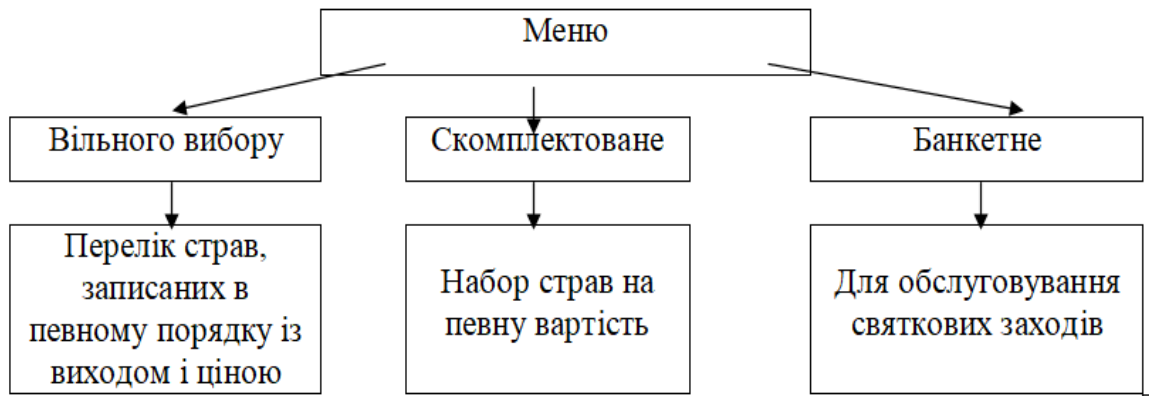 Меню
Вільного вибору
Скомплектоване
Банкетне
Перелік страв,
записаних в
певному порядку із
виходом і ціною
Набор страв на
певну вартість
Для обслуговування
святкових заходів